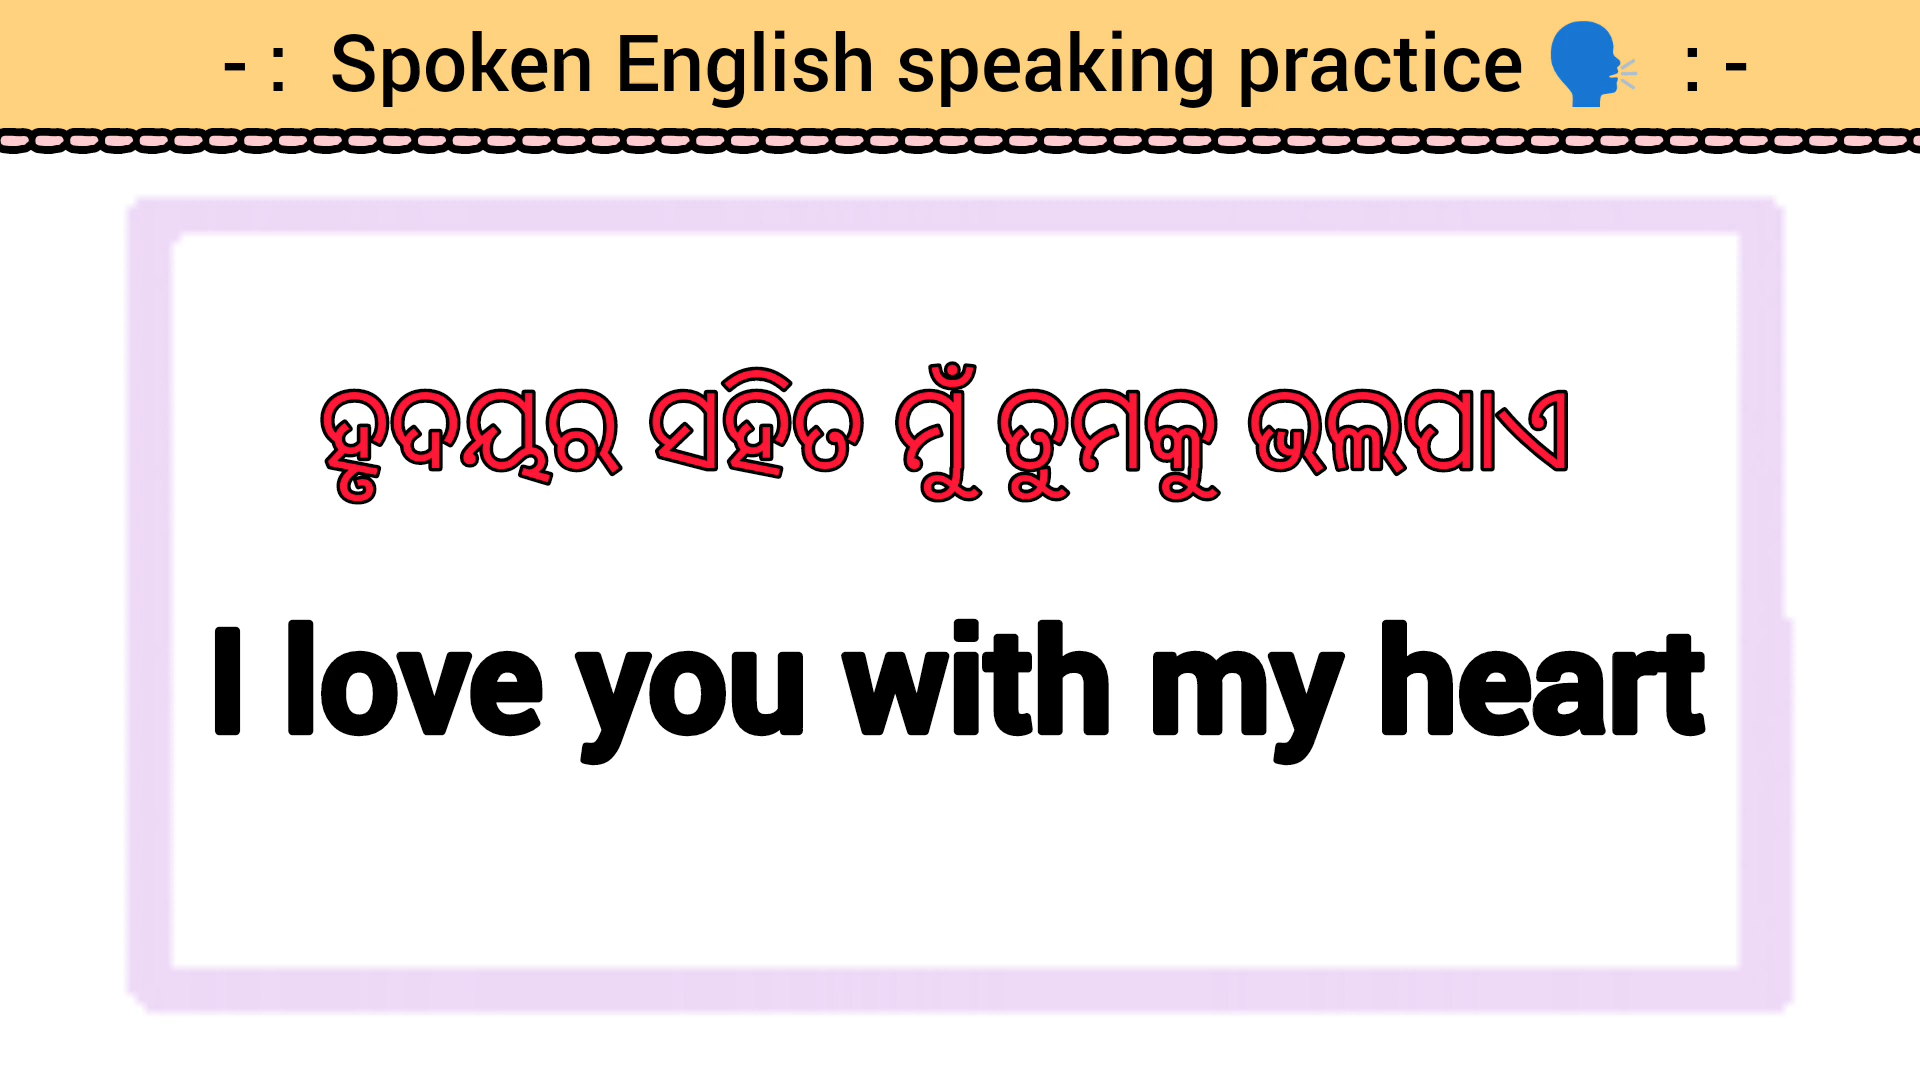 - : Spoken English speaking practice 🗣 : -
ହୃଦୟର ସହିତ ମୁଁ ତୁମକୁ ଭଲପାଏ
I love you with my heart